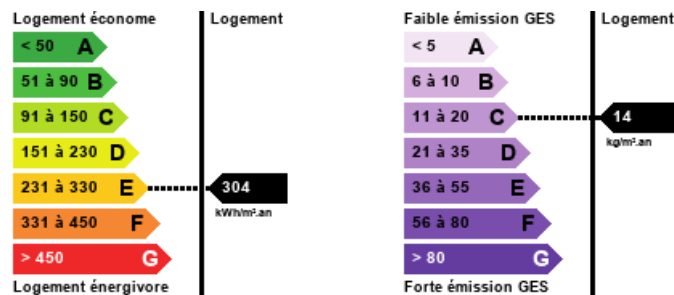 Logement économe
Logement
< 50 A
51 à 90 B
91 à 150 C
151 à 230 D
231 à 330 E
304
kWh/m².an
331 à 450 F
> 450 G
Logement énergivore
Faible émission GES
Logement
< 5 A
6 à 10 B
11 à 20 C
14
kg/m².an
21 à 35 D
36 à 55 E
56 à 80 F
> 80 G
Forte émission GES